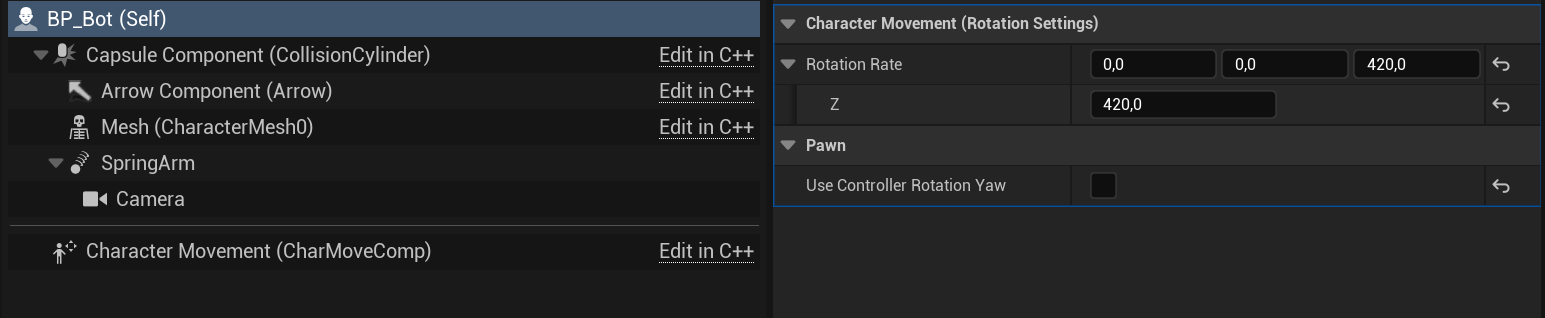 BP_Bot (Self)
Capsule Component (CollisionCylinder) Edit in C++
Arrow Component (Arrow) Edit in C++
Mesh (CharacterMesh0) Edit in C++
SpringArm
Camera
Character Movement (CharMoveComp) Edit in C++
Character Movement (Rotation Settings)
Rotation Rate 0,0 0,0 420,0
Z 420,0
Pawn
Use Controller Rotation Yaw